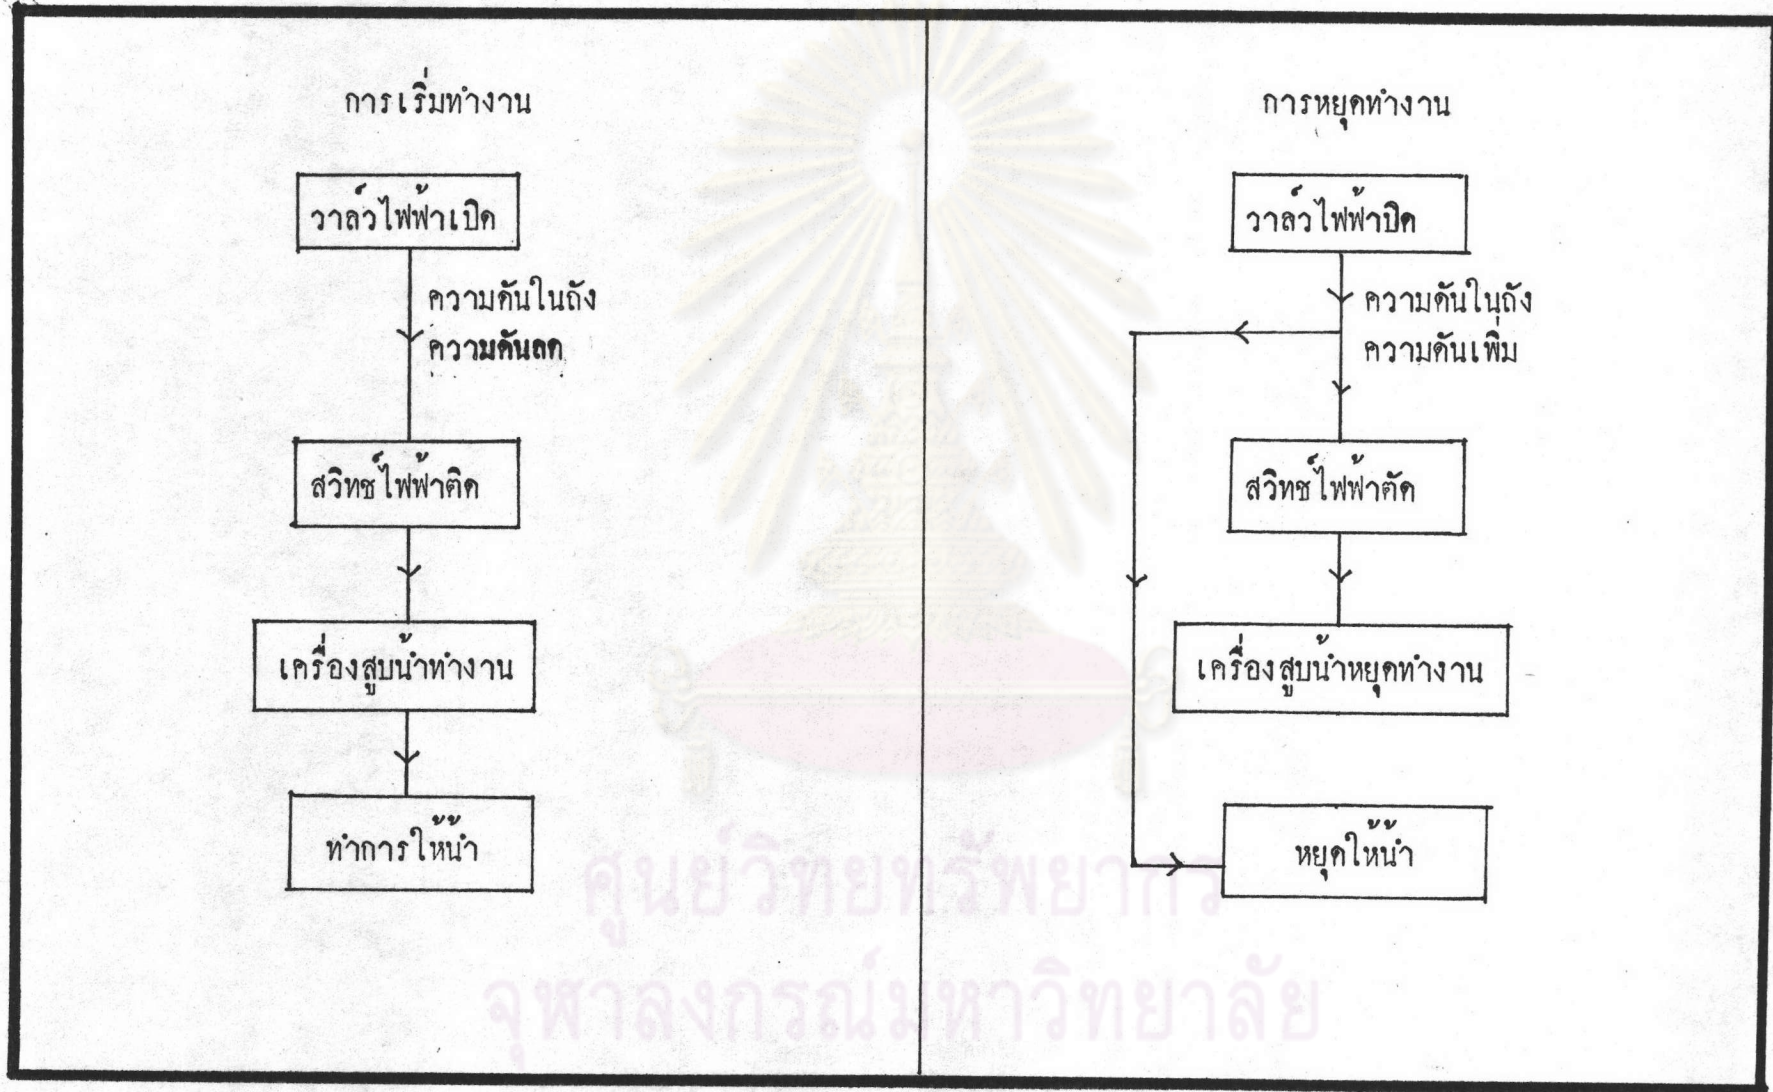 การเริ่มทำงาน
วาล์วไฟฟ้าเปิด
ความดันในถัง
ความดันลด
สวิทช์ไฟฟ้าติด
เครื่องสูบน้ำทำงาน
ทำการให้น้ำ
การหยุดทำงาน
วาล์วไฟฟ้าปิด
ความดันในถัง
ความดันเพิ่ม
สวิทช์ไฟฟ้าตัด
เครื่องสูบน้ำหยุดทำงาน
หยุดให้น้ำ
ศูนย์วิทยทรัพยากร
จุฬาลงกรณ์มหาวิทยาลัย